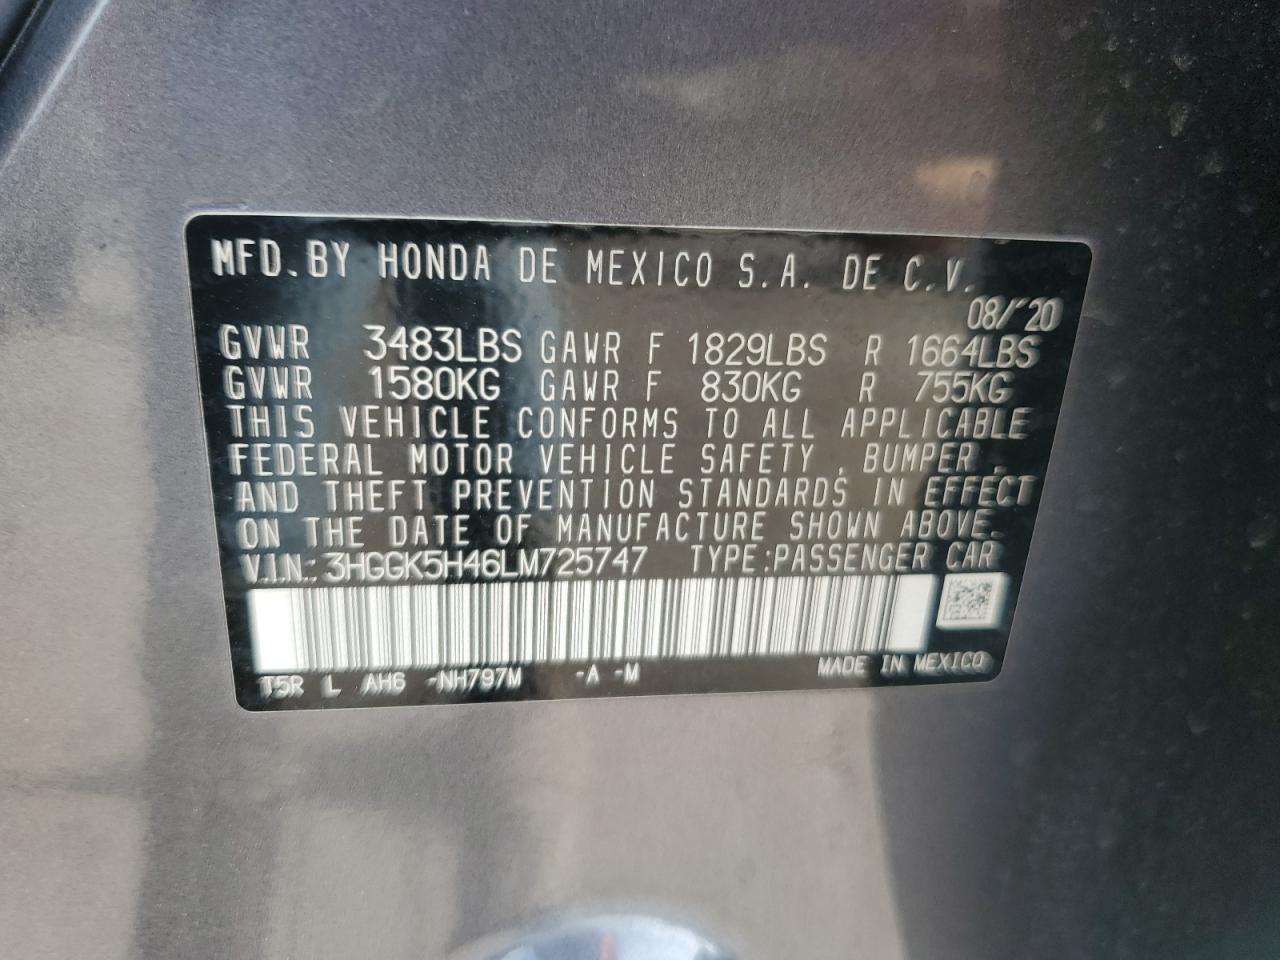 MFD.BY HONDA DE MEXICO S.A. DE C.V.
08/'20
GVWR 3483LBS GAWR F 1829LBS R 1664LBS
GVWR 1580KG GAWR F 830KG R 755KG
THIS VEHICLE CONFORMS TO ALL APPLICABLE
FEDERAL MOTOR VEHICLE SAFETY , BUMPER ,
AND THEFT PREVENTION STANDARDS IN EFFECT
ON THE DATE OF MANUFACTURE SHOWN ABOVE.
V.I.N.: 3HGGK5H46LM725747 TYPE:PASSENGER CAR
T5R L AH6 -NH797M -A -M MADE IN MEXICO